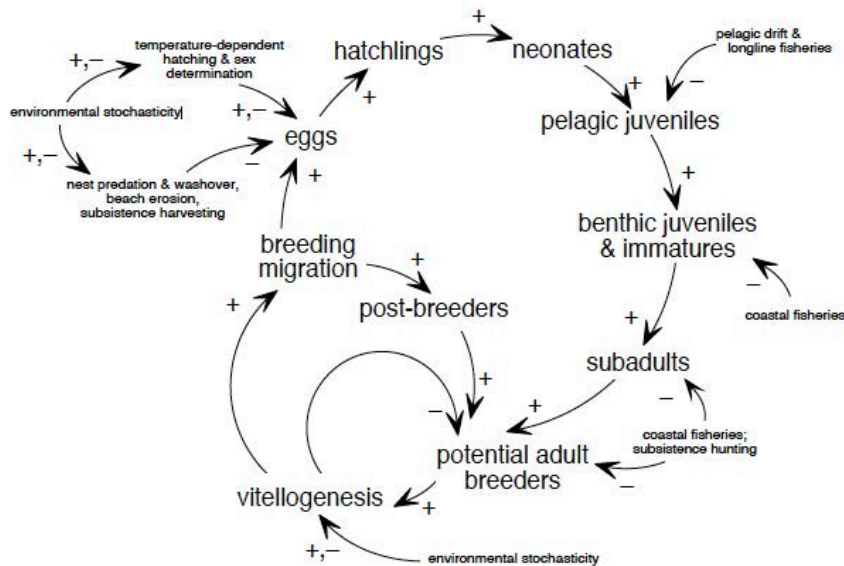 temperature-dependent
hatching & sex
determination
+,–
environmental stochasticity
+,–
+,–
nest predation & washover,
beach erosion,
subsistence harvesting
–
eggs
+
hatchlings
+
neonates
+
pelagic drift &
longline fisheries
–
pelagic juveniles
+
benthic juveniles
& immatures
–
coastal fisheries
+
subadults
–
coastal fisheries;
subsistence hunting
–
+
potential adult
breeders
+
vitellogenesis
+,–
environmental stochasticity
–
+
breeding
migration
+
+
post-breeders
+